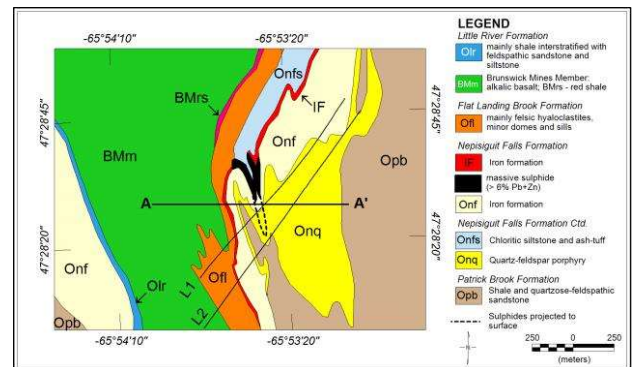 -65°54'10"
-65°53'20"
47°28'45"
47°28'20"
47°28'45"
47°28'20"
-65°54'10"
-65°53'20"
Onfs
BMrs
IF
Onf
BMm
Opb
A
A'
Onq
Onf
Olr
L1
Ofl
L2
Opb
LEGEND
Little River Formation
Olr
mainly shale interstratified with
feldspathic sandstone and
siltstone
BMm
Brunswick Mines Member:
alkalic basalt; BMrs - red shale
Flat Landing Brook Formation
Ofl
mainly felsic hyaloclastites,
minor domes and sills
Nepisiguit Falls Formation
IF
Iron formation
massive sulphide
(> 6% Pb+Zn)
Onf
Iron formation
Nepisiguit Falls Formation Ctd.
Onfs
Chloritic siltstone and ash-tuff
Onq
Quartz-feldspar porphyry
Patrick Brook Formation
Opb
Shale and quartzose-feldspathic
sandstone
Sulphides projected to
surface
N
250 0 250
(meters)